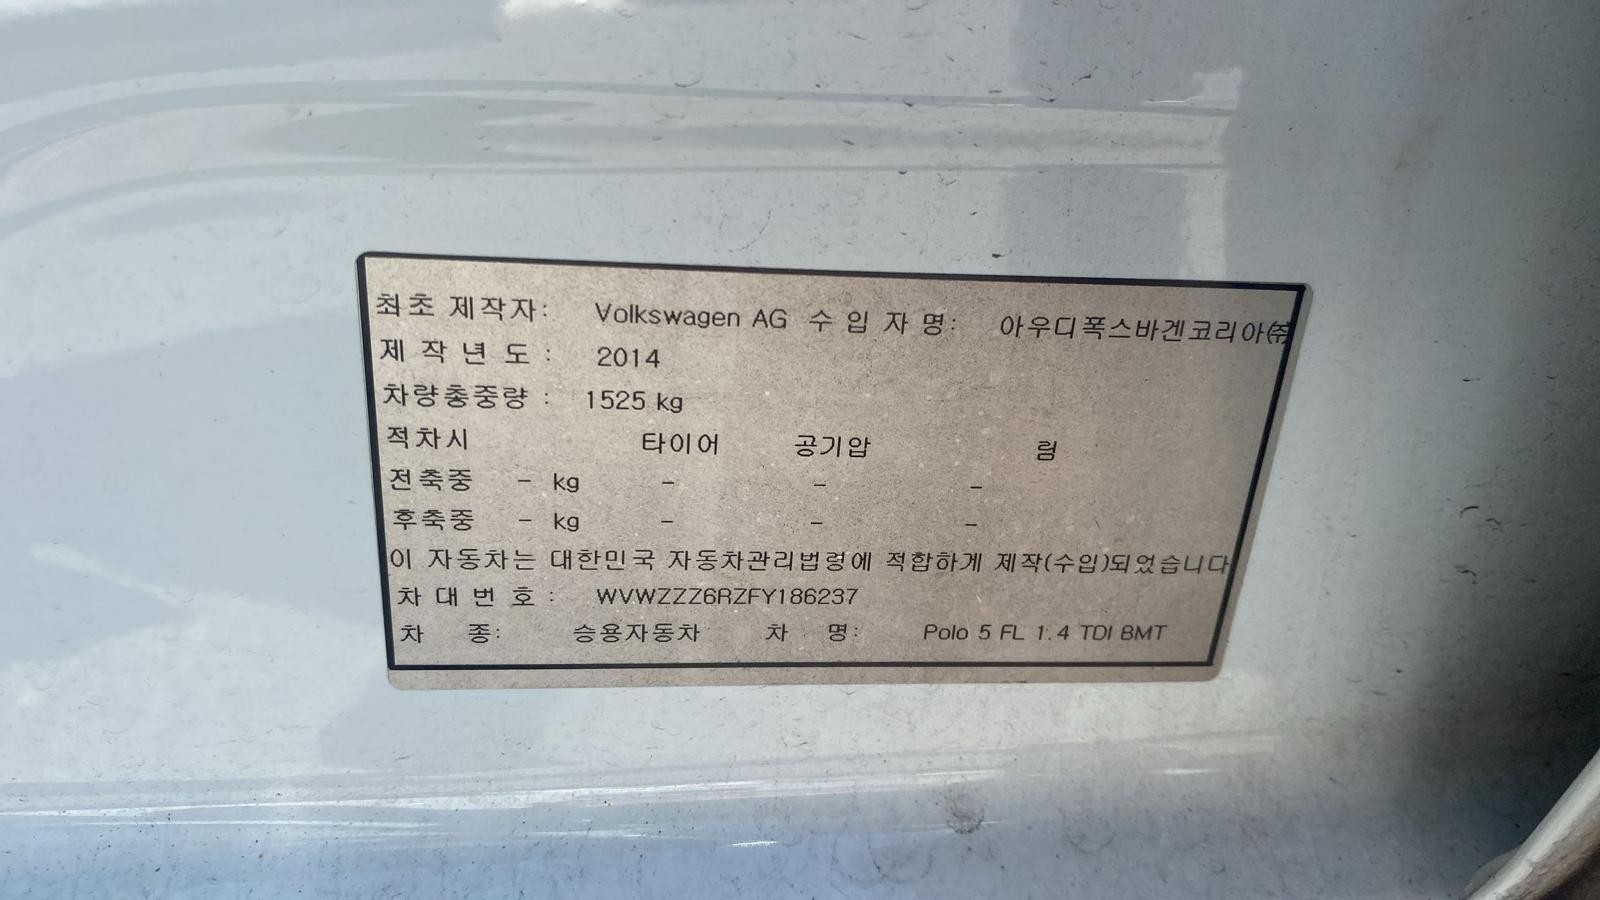 최초 제작자: Volkswagen AG 수 입 자 명: 아우디폭스바겐코리아㈜
제 작 년 도 : 2014
차량총중량 : 1525 kg
적차시 타이어 공기압 림
전축중 - kg - - -
후축중 - kg - - -
이 자동차는 대한민국 자동차관리법령에 적합하게 제작(수입)되었습니다
차 대 번 호 : WVWZZZ6RZFY186237
차 종: 승용자동차 차 명: Polo 5 FL 1.4 TDI BMT